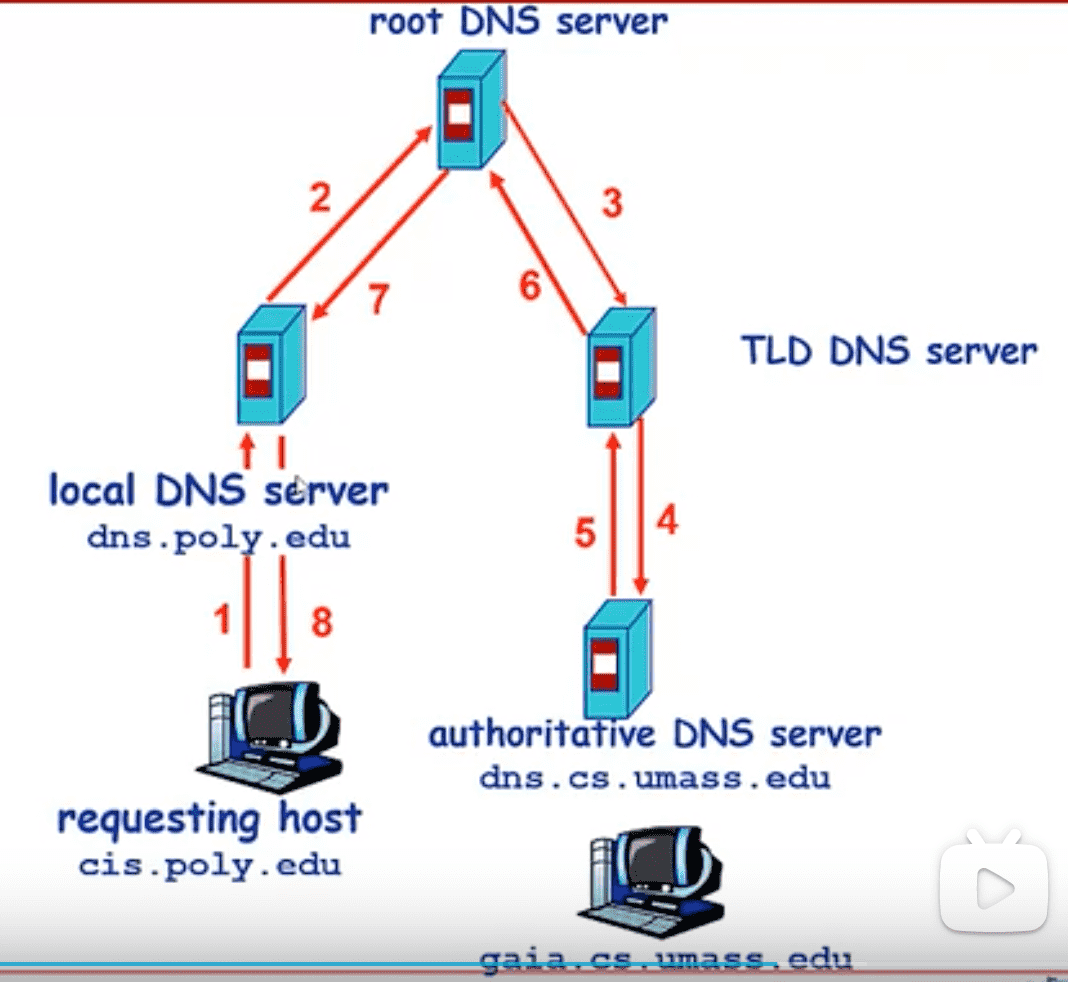 root DNS server
2
3
7
6
TLD DNS server
local DNS server
dns.poly.edu
5
4
1
8
authoritative DNS server
dns.cs.umass.edu
requesting host
cis.poly.edu
gaia.cs.umass.edu